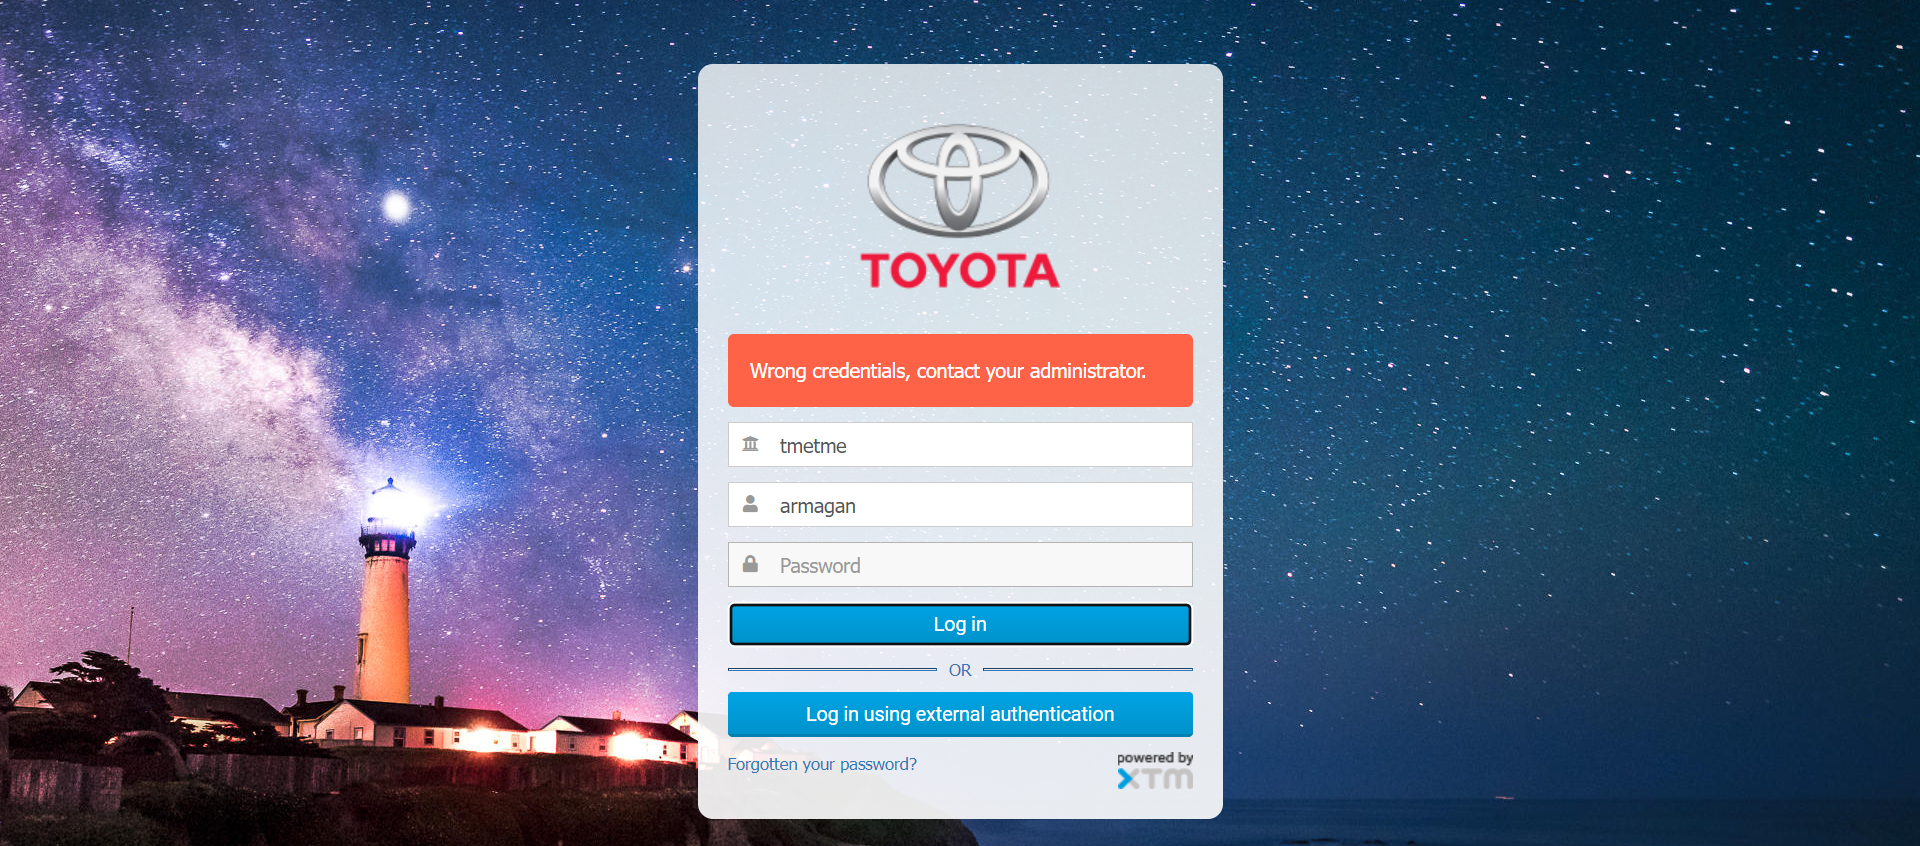 TOYOTA
Wrong credentials, contact your administrator.
tmetme
armagan
Password
Log in
OR
Log in using external authentication
Forgotten your password?
powered by
XTM